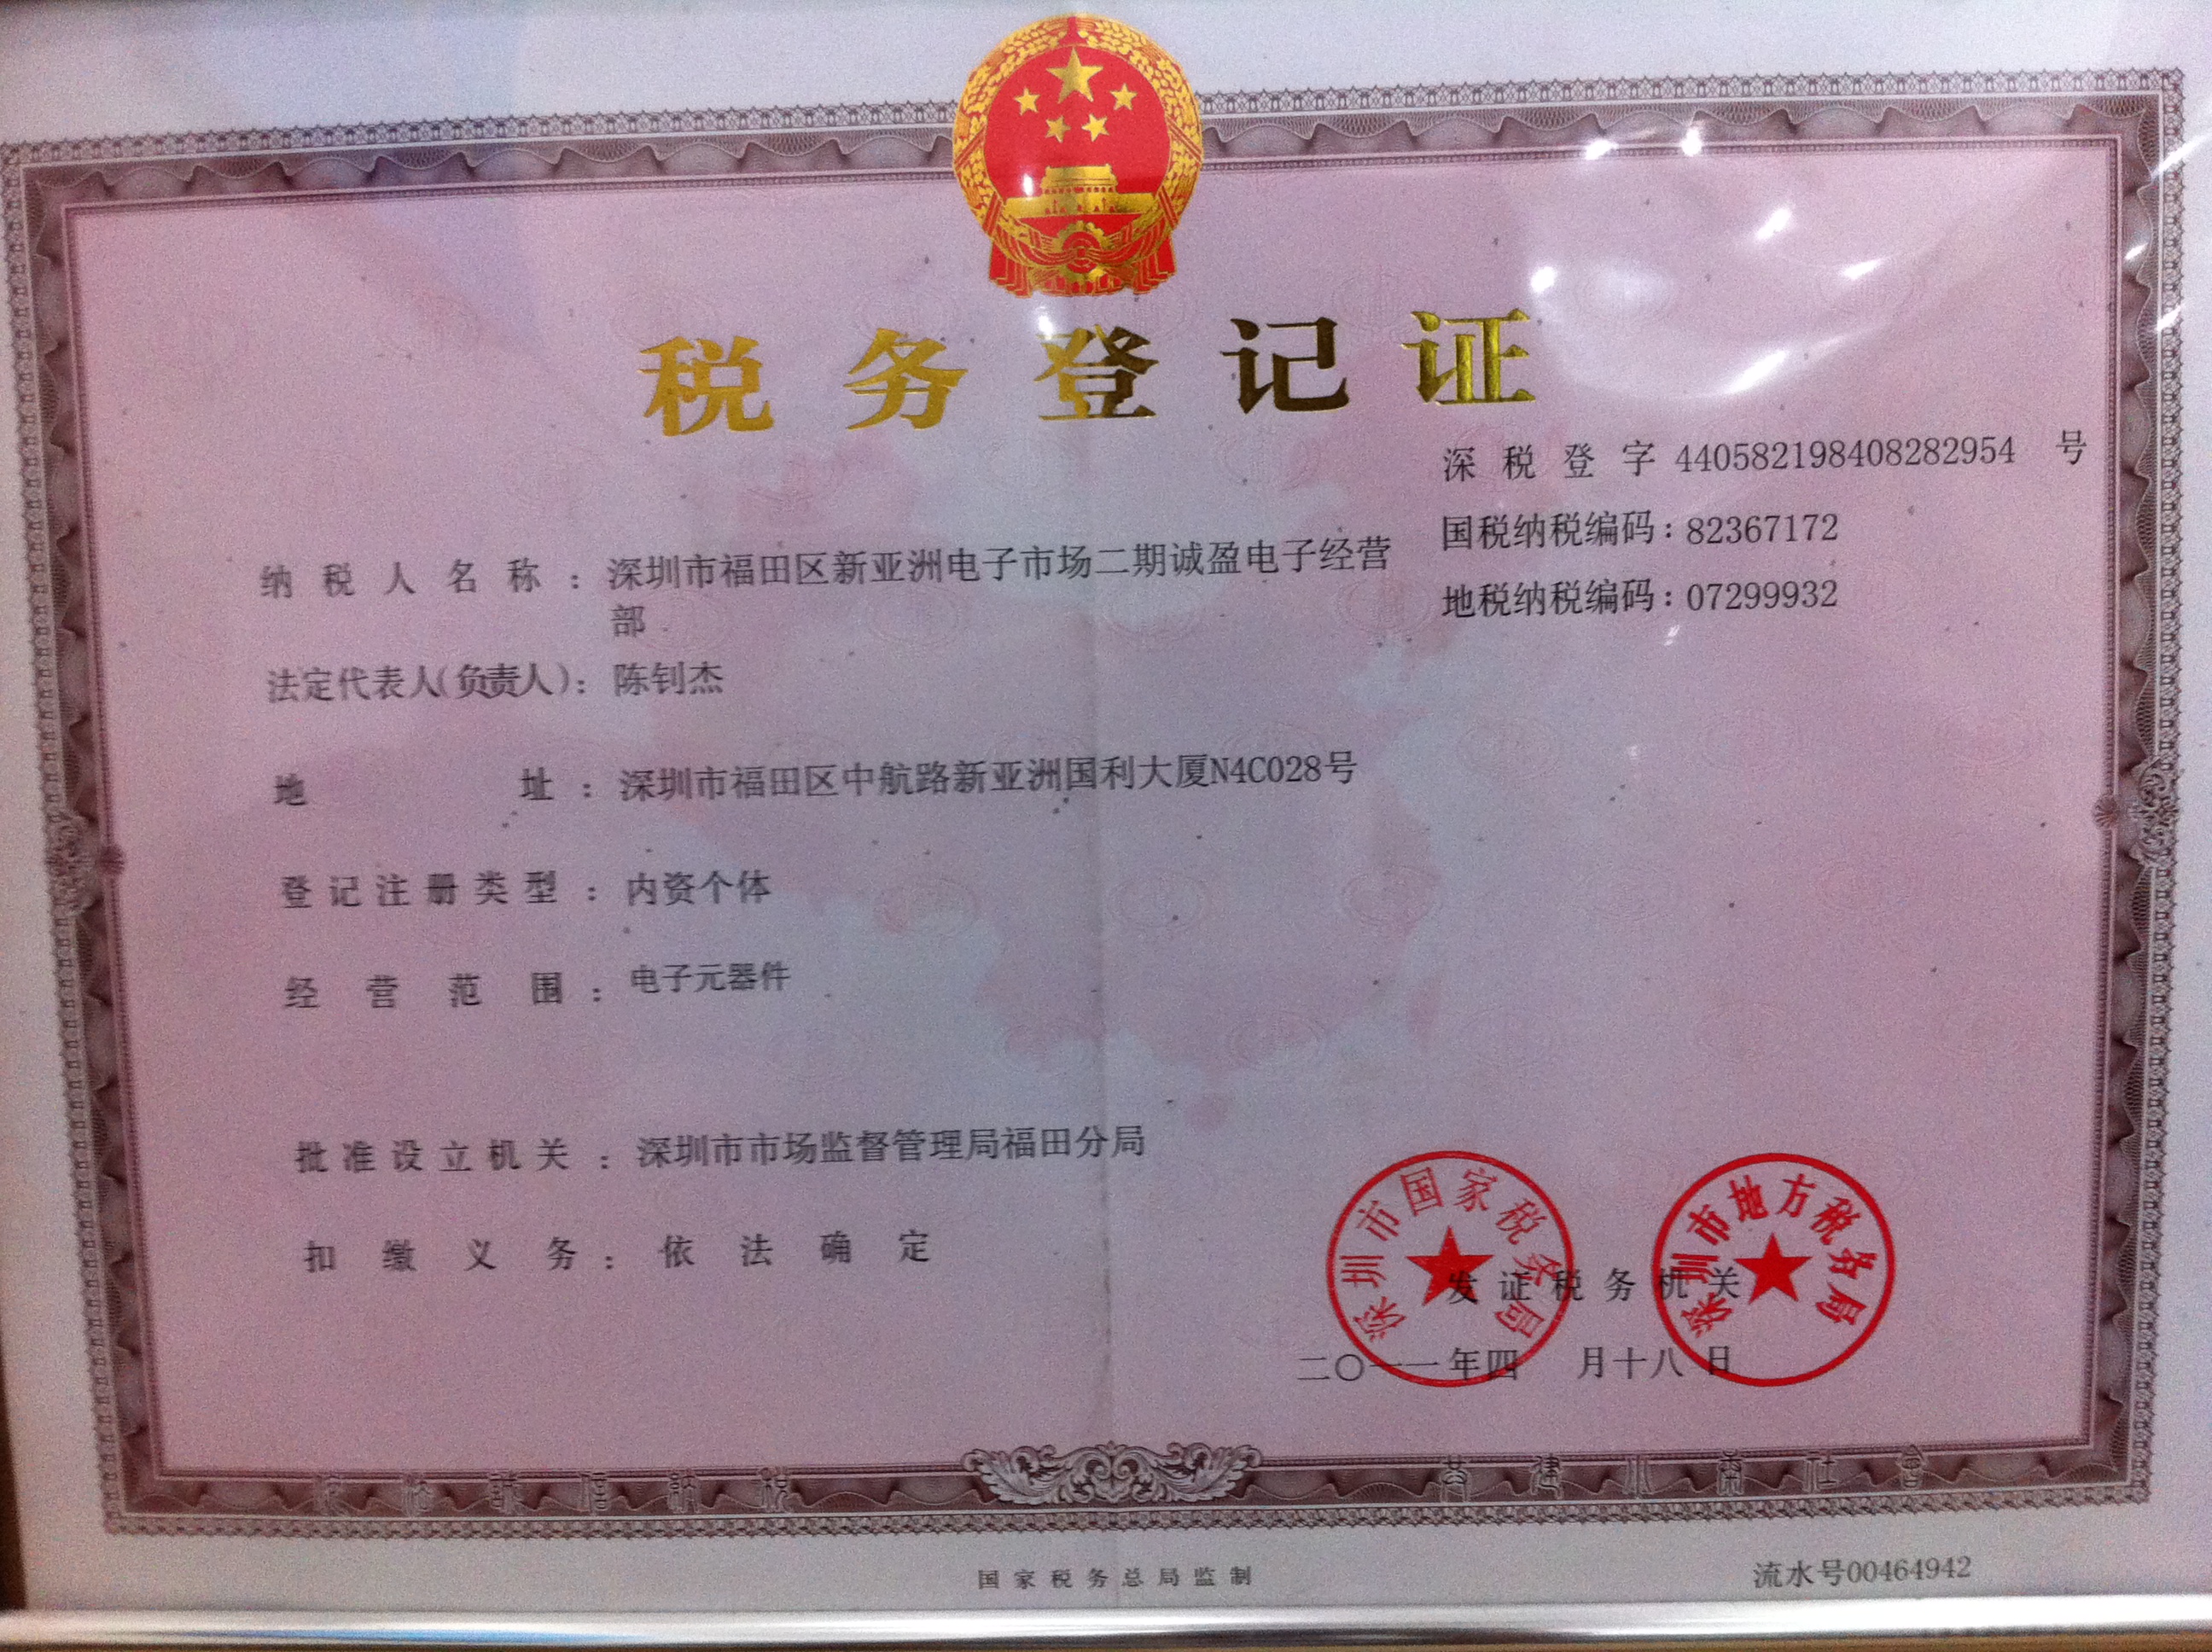 税务登记证
深税登字 440582198408282954 号
国税纳税编码：82367172
地税纳税编码：07299932
纳税人名称：深圳市福田区新亚洲电子市场二期诚盈电子经营
部
法定代表人(负责人)：陈钊杰
地址：深圳市福田区中航路新亚洲国利大厦N4C028号
登记注册类型：内资个体
经营范围：电子元器件
批准设立机关：深圳市市场监督管理局福田分局
扣缴义务：依法确定
深圳市国家税务局
深圳市地方税务局
发证税务机关
二〇一一年四 月十八日
共建小康社会
国家税务总局监制
流水号00464942